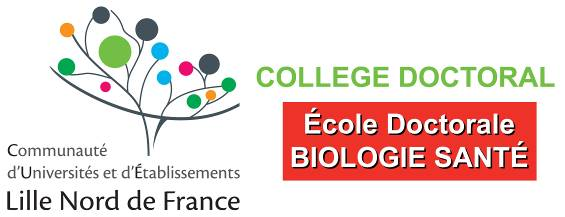 Communauté
d'Universités et d'Établissements
Lille Nord de France
COLLEGE DOCTORAL
École Doctorale
BIOLOGIE SANTÉ